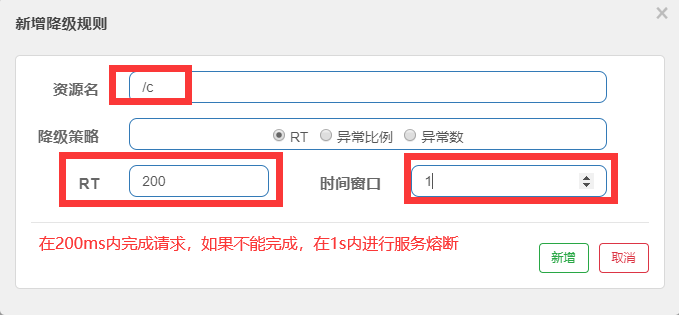 新增降级规则
×
资源名 /c
降级策略 RT 异常比例 异常数
RT 200 时间窗口 1
在200ms内完成请求，如果不能完成，在1s内进行服务熔断
新增 取消